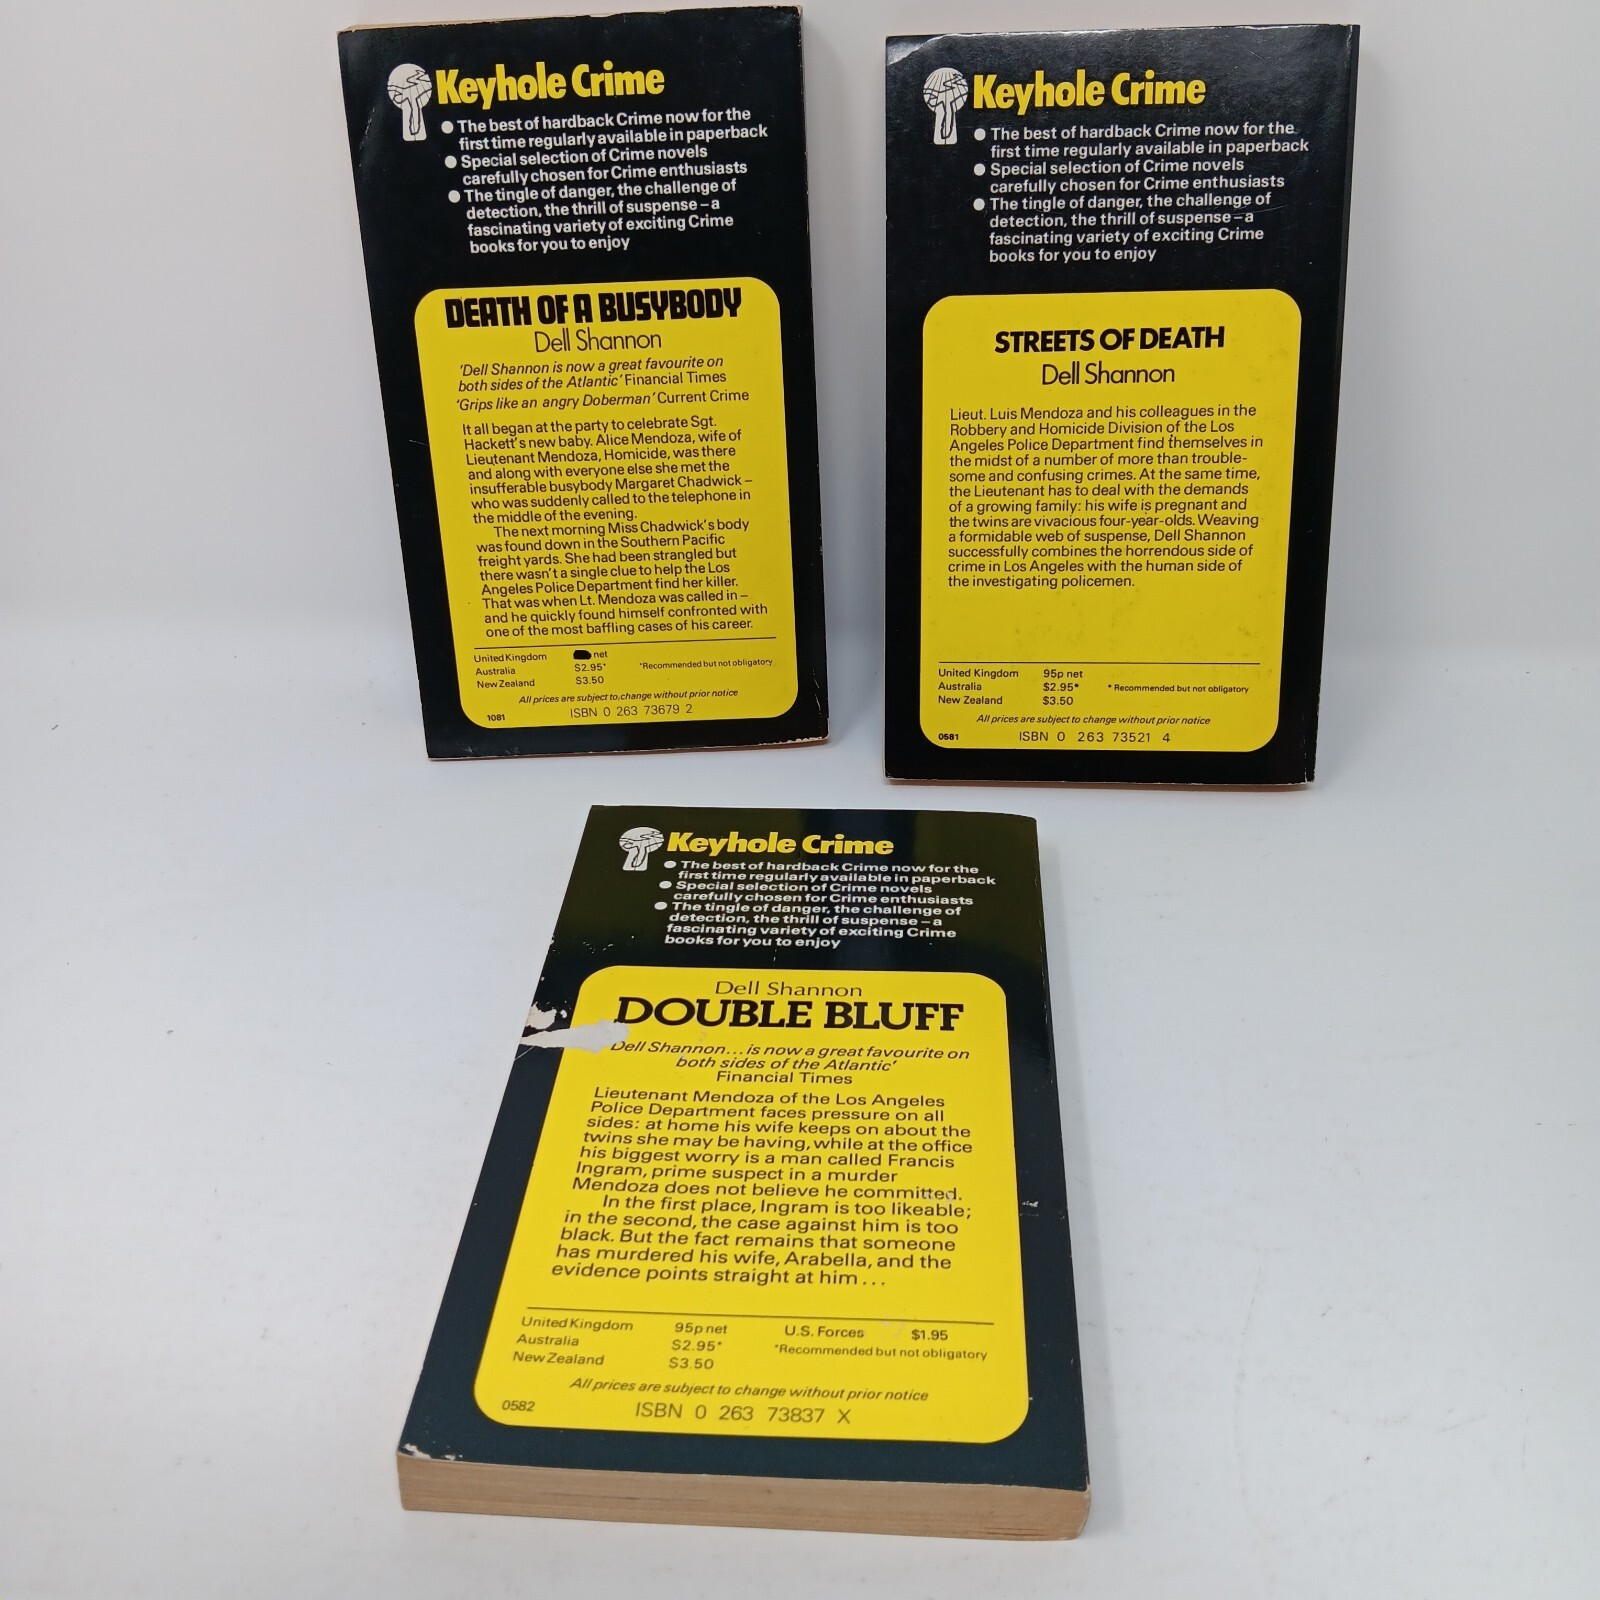 Keyhole Crime
● The best of hardback Crime now for the
first time regularly available in paperback
● Special selection of Crime novels
carefully chosen for Crime enthusiasts
● The tingle of danger, the challenge of
detection, the thrill of suspense – a
fascinating variety of exciting Crime
books for you to enjoy
DEATH OF A BUSYBODY
Dell Shannon
'Dell Shannon is now a great favourite on
both sides of the Atlantic' Financial Times
'Grips like an angry Doberman' Current Crime
It all began at the party to celebrate Sgt.
Hackett's new baby. Alice Mendoza, wife of
Lieutenant Mendoza, Homicide, was there
and along with everyone else she met the
insufferable busybody Margaret Chadwick –
who was suddenly called to the telephone in
the middle of the evening.
The next morning Miss Chadwick's body
was found down in the Southern Pacific
freight yards. She had been strangled but
there wasn't a single clue to help the Los
Angeles Police Department find her killer.
That was when Lt. Mendoza was called in –
and he quickly found himself confronted with
one of the most baffling cases of his career.
United Kingdom net
Australia $2.95* *Recommended but not obligatory
New Zealand $3.50
All prices are subject to change without prior notice
1081 ISBN 0 263 73679 2
Keyhole Crime
● The best of hardback Crime now for the
first time regularly available in paperback
● Special selection of Crime novels
carefully chosen for Crime enthusiasts
● The tingle of danger, the challenge of
detection, the thrill of suspense – a
fascinating variety of exciting Crime
books for you to enjoy
STREETS OF DEATH
Dell Shannon
Lieut. Luis Mendoza and his colleagues in the
Robbery and Homicide Division of the Los
Angeles Police Department find themselves in
the midst of a number of more than trouble-
some and confusing crimes. At the same time,
the Lieutenant has to deal with the demands
of a growing family: his wife is pregnant and
the twins are vivacious four-year-olds. Weaving
a formidable web of suspense, Dell Shannon
successfully combines the horrendous side of
crime in Los Angeles with the human side of
the investigating policemen.
United Kingdom 95p net
Australia $2.95* * Recommended but not obligatory
New Zealand $3.50
All prices are subject to change without prior notice
0581 ISBN 0 263 73521 4
Keyhole Crime
● The best of hardback Crime now for the
first time regularly available in paperback
● Special selection of Crime novels
carefully chosen for Crime enthusiasts
● The tingle of danger, the challenge of
detection, the thrill of suspense – a
fascinating variety of exciting Crime
books for you to enjoy
Dell Shannon
DOUBLE BLUFF
Dell Shannon... is now a great favourite on
both sides of the Atlantic'
Financial Times
Lieutenant Mendoza of the Los Angeles
Police Department faces pressure on all
sides: at home his wife keeps on about the
twins she may be having, while at the office
his biggest worry is a man called Francis
Ingram, prime suspect in a murder
Mendoza does not believe he committed.
In the first place, Ingram is too likeable;
in the second, the case against him is too
black. But the fact remains that someone
has murdered his wife, Arabella, and the
evidence points straight at him ...
United Kingdom 95p net U.S. Forces $1.95
Australia $2.95* *Recommended but not obligatory
New Zealand $3.50
All prices are subject to change without prior notice
0582 ISBN 0 263 73837 X